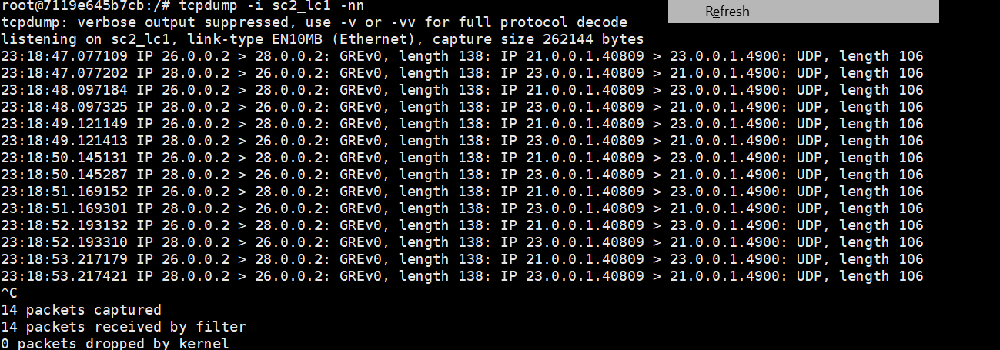 root@7119e645b7cb:/# tcpdump -i sc2_lc1 -nn
Refresh
tcpdump: verbose output suppressed, use -v or -vv for full protocol decode
listening on sc2_lc1, link-type EN10MB (Ethernet), capture size 262144 bytes
23:18:47.077109 IP 26.0.0.2 > 28.0.0.2: GREv0, length 138: IP 21.0.0.1.40809 > 23.0.0.1.4900: UDP, length 106
23:18:47.077202 IP 28.0.0.2 > 26.0.0.2: GREv0, length 138: IP 23.0.0.1.40809 > 21.0.0.1.4900: UDP, length 106
23:18:48.097184 IP 26.0.0.2 > 28.0.0.2: GREv0, length 138: IP 21.0.0.1.40809 > 23.0.0.1.4900: UDP, length 106
23:18:48.097325 IP 28.0.0.2 > 26.0.0.2: GREv0, length 138: IP 23.0.0.1.40809 > 21.0.0.1.4900: UDP, length 106
23:18:49.121149 IP 26.0.0.2 > 28.0.0.2: GREv0, length 138: IP 21.0.0.1.40809 > 23.0.0.1.4900: UDP, length 106
23:18:49.121413 IP 28.0.0.2 > 26.0.0.2: GREv0, length 138: IP 23.0.0.1.40809 > 21.0.0.1.4900: UDP, length 106
23:18:50.145131 IP 26.0.0.2 > 28.0.0.2: GREv0, length 138: IP 21.0.0.1.40809 > 23.0.0.1.4900: UDP, length 106
23:18:50.145287 IP 28.0.0.2 > 26.0.0.2: GREv0, length 138: IP 23.0.0.1.40809 > 21.0.0.1.4900: UDP, length 106
23:18:51.169152 IP 26.0.0.2 > 28.0.0.2: GREv0, length 138: IP 21.0.0.1.40809 > 23.0.0.1.4900: UDP, length 106
23:18:51.169301 IP 28.0.0.2 > 26.0.0.2: GREv0, length 138: IP 23.0.0.1.40809 > 21.0.0.1.4900: UDP, length 106
23:18:52.193132 IP 26.0.0.2 > 28.0.0.2: GREv0, length 138: IP 21.0.0.1.40809 > 23.0.0.1.4900: UDP, length 106
23:18:52.193310 IP 28.0.0.2 > 26.0.0.2: GREv0, length 138: IP 23.0.0.1.40809 > 21.0.0.1.4900: UDP, length 106
23:18:53.217179 IP 26.0.0.2 > 28.0.0.2: GREv0, length 138: IP 21.0.0.1.40809 > 23.0.0.1.4900: UDP, length 106
23:18:53.217421 IP 28.0.0.2 > 26.0.0.2: GREv0, length 138: IP 23.0.0.1.40809 > 21.0.0.1.4900: UDP, length 106
^C
14 packets captured
14 packets received by filter
0 packets dropped by kernel